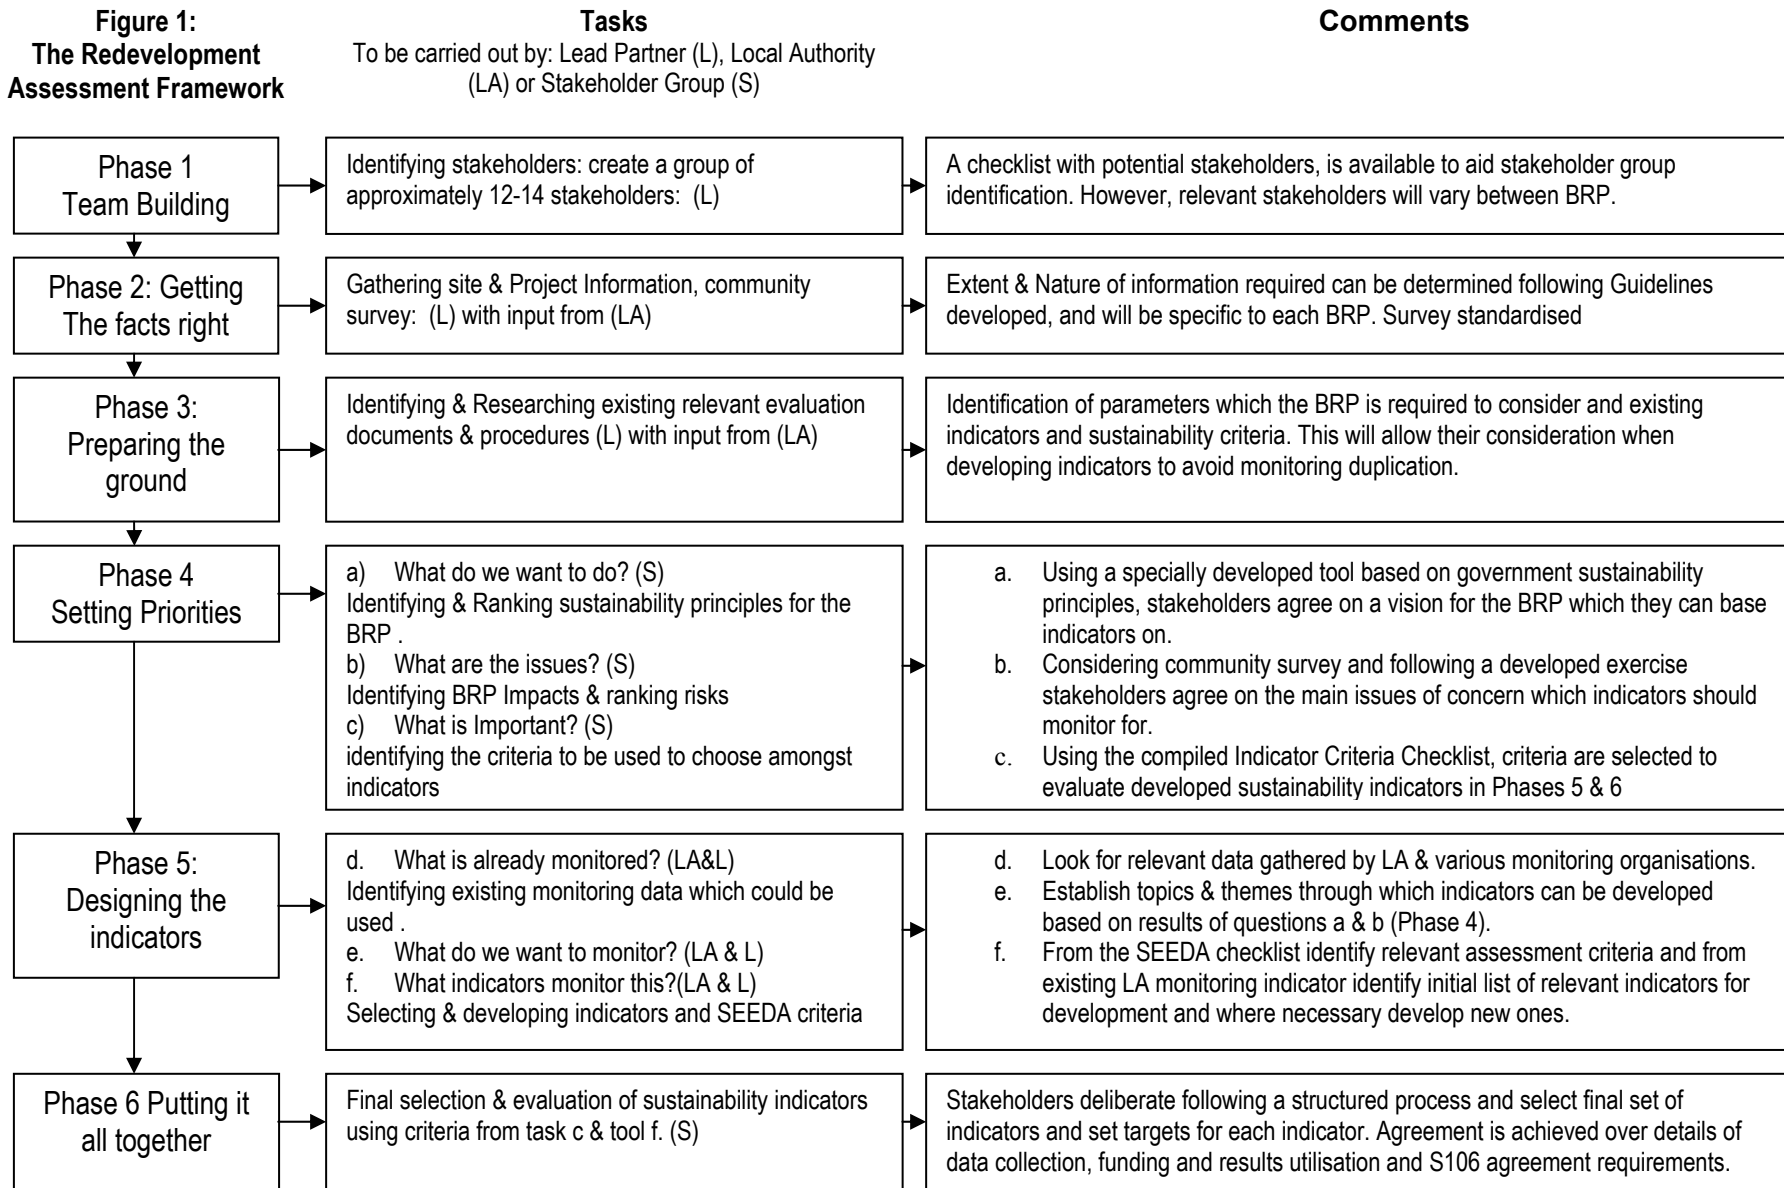 Figure 1:
The Redevelopment
Assessment Framework
Tasks
To be carried out by: Lead Partner (L), Local Authority
(LA) or Stakeholder Group (S)
Comments
Phase 1
Team Building
Identifying stakeholders: create a group of
approximately 12-14 stakeholders: (L)
A checklist with potential stakeholders, is available to aid stakeholder group
identification. However, relevant stakeholders will vary between BRP.
Phase 2: Getting
The facts right
Gathering site & Project Information, community
survey: (L) with input from (LA)
Extent & Nature of information required can be determined following Guidelines
developed, and will be specific to each BRP. Survey standardised
Phase 3:
Preparing the
ground
Identifying & Researching existing relevant evaluation
documents & procedures (L) with input from (LA)
Identification of parameters which the BRP is required to consider and existing
indicators and sustainability criteria. This will allow their consideration when
developing indicators to avoid monitoring duplication.
Phase 4
Setting Priorities
a) What do we want to do? (S)
Identifying & Ranking sustainability principles for the
BRP .
b) What are the issues? (S)
Identifying BRP Impacts & ranking risks
c) What is Important? (S)
identifying the criteria to be used to choose amongst
indicators
a. Using a specially developed tool based on government sustainability
principles, stakeholders agree on a vision for the BRP which they can base
indicators on.
b. Considering community survey and following a developed exercise
stakeholders agree on the main issues of concern which indicators should
monitor for.
c. Using the compiled Indicator Criteria Checklist, criteria are selected to
evaluate developed sustainability indicators in Phases 5 & 6
Phase 5:
Designing the
indicators
d. What is already monitored? (LA&L)
Identifying existing monitoring data which could be
used .
e. What do we want to monitor? (LA & L)
f. What indicators monitor this?(LA & L)
Selecting & developing indicators and SEEDA criteria
d. Look for relevant data gathered by LA & various monitoring organisations.
e. Establish topics & themes through which indicators can be developed
based on results of questions a & b (Phase 4).
f. From the SEEDA checklist identify relevant assessment criteria and from
existing LA monitoring indicator identify initial list of relevant indicators for
development and where necessary develop new ones.
Phase 6 Putting it
all together
Final selection & evaluation of sustainability indicators
using criteria from task c & tool f. (S)
Stakeholders deliberate following a structured process and select final set of
indicators and set targets for each indicator. Agreement is achieved over details of
data collection, funding and results utilisation and S106 agreement requirements.